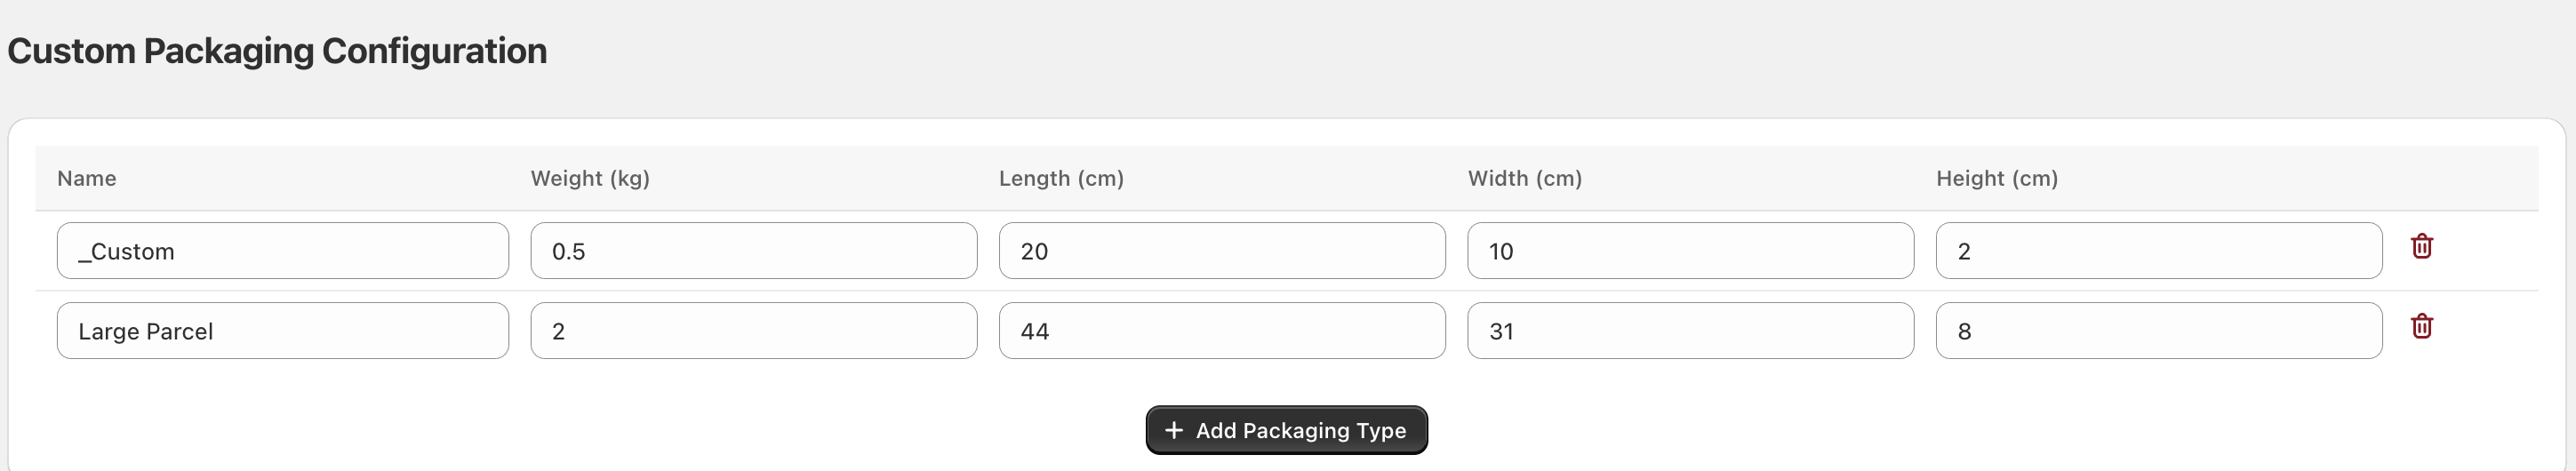 Custom Packaging Configuration
Name Weight (kg) Length (cm) Width (cm) Height (cm)
_Custom 0.5 20 10 2
Large Parcel 2 44 31 8
+ Add Packaging Type